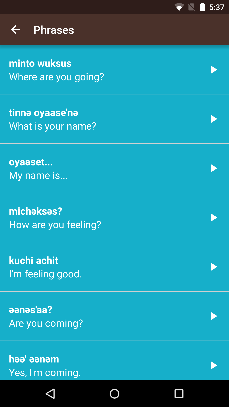 5:37
Phrases
minto wuksus
Where are you going?
tinnə oyaase'nə
What is your name?
oyaəset...
My name is...
michəksəs?
How are you feeling?
kuchi achit
I'm feeling good.
əənəs'aa?
Are you coming?
həə' əənəm
Yes, I'm coming.